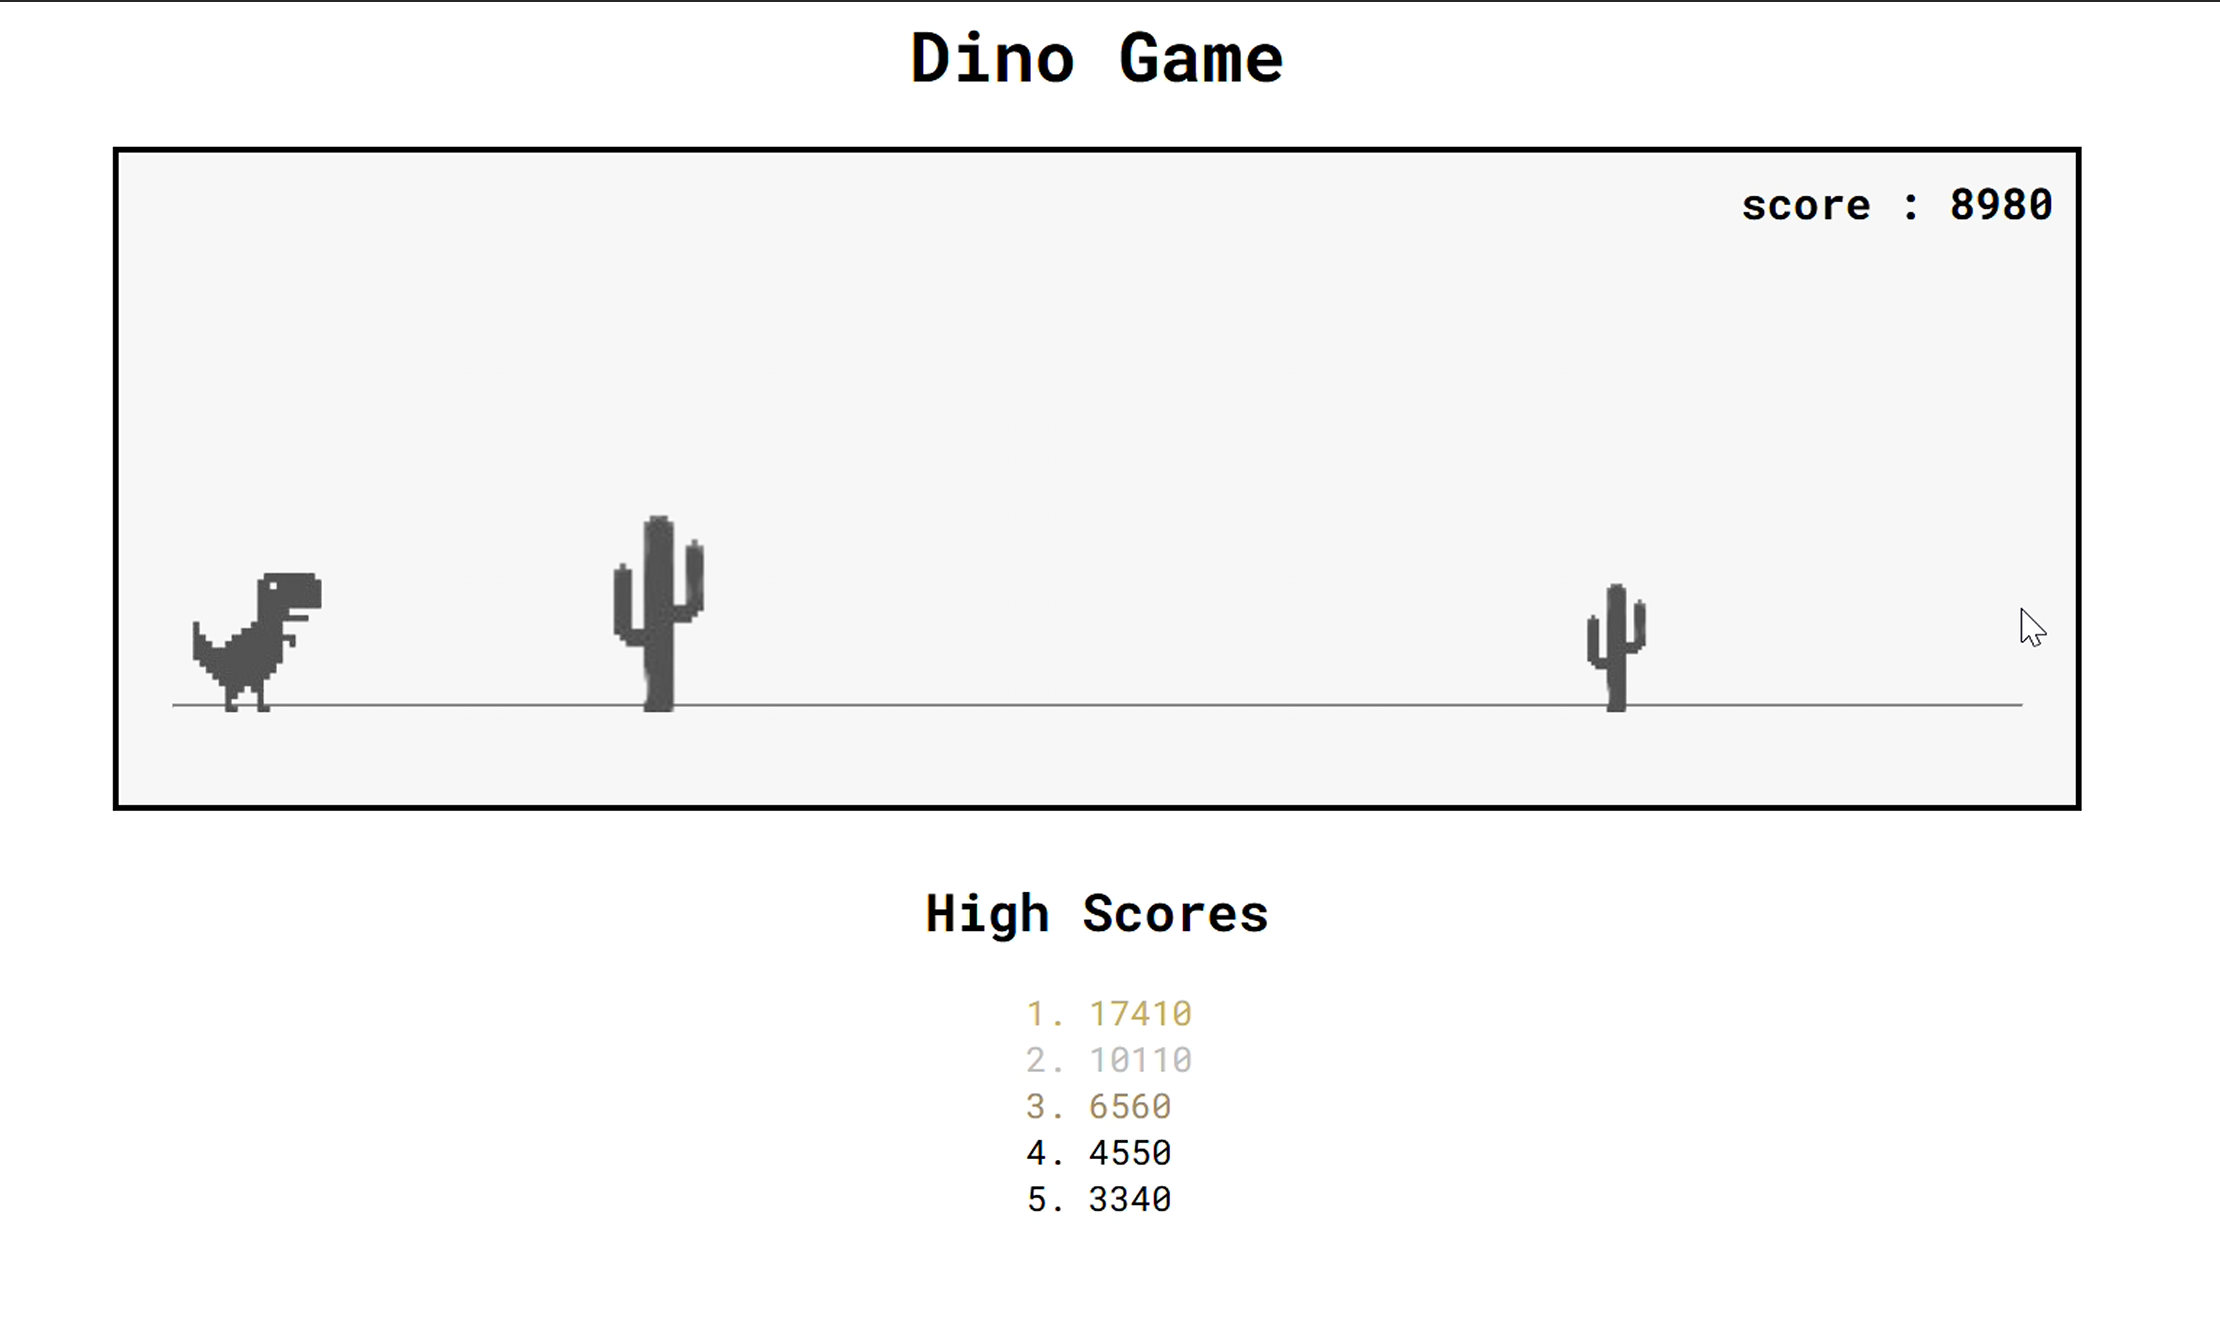 Dino Game
score : 8980
High Scores
1. 17410
2. 10110
3. 6560
4. 4550
5. 3340